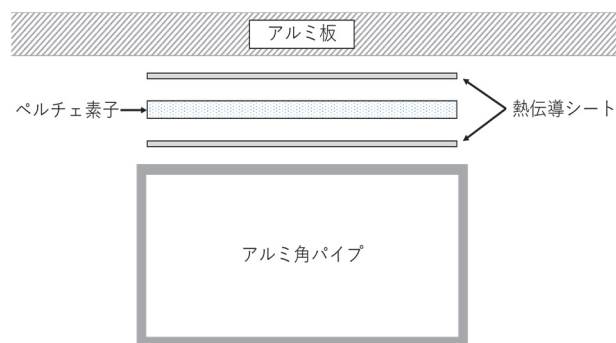 アルミ板
ペルチェ素子
熱伝導シート
アルミ角パイプ